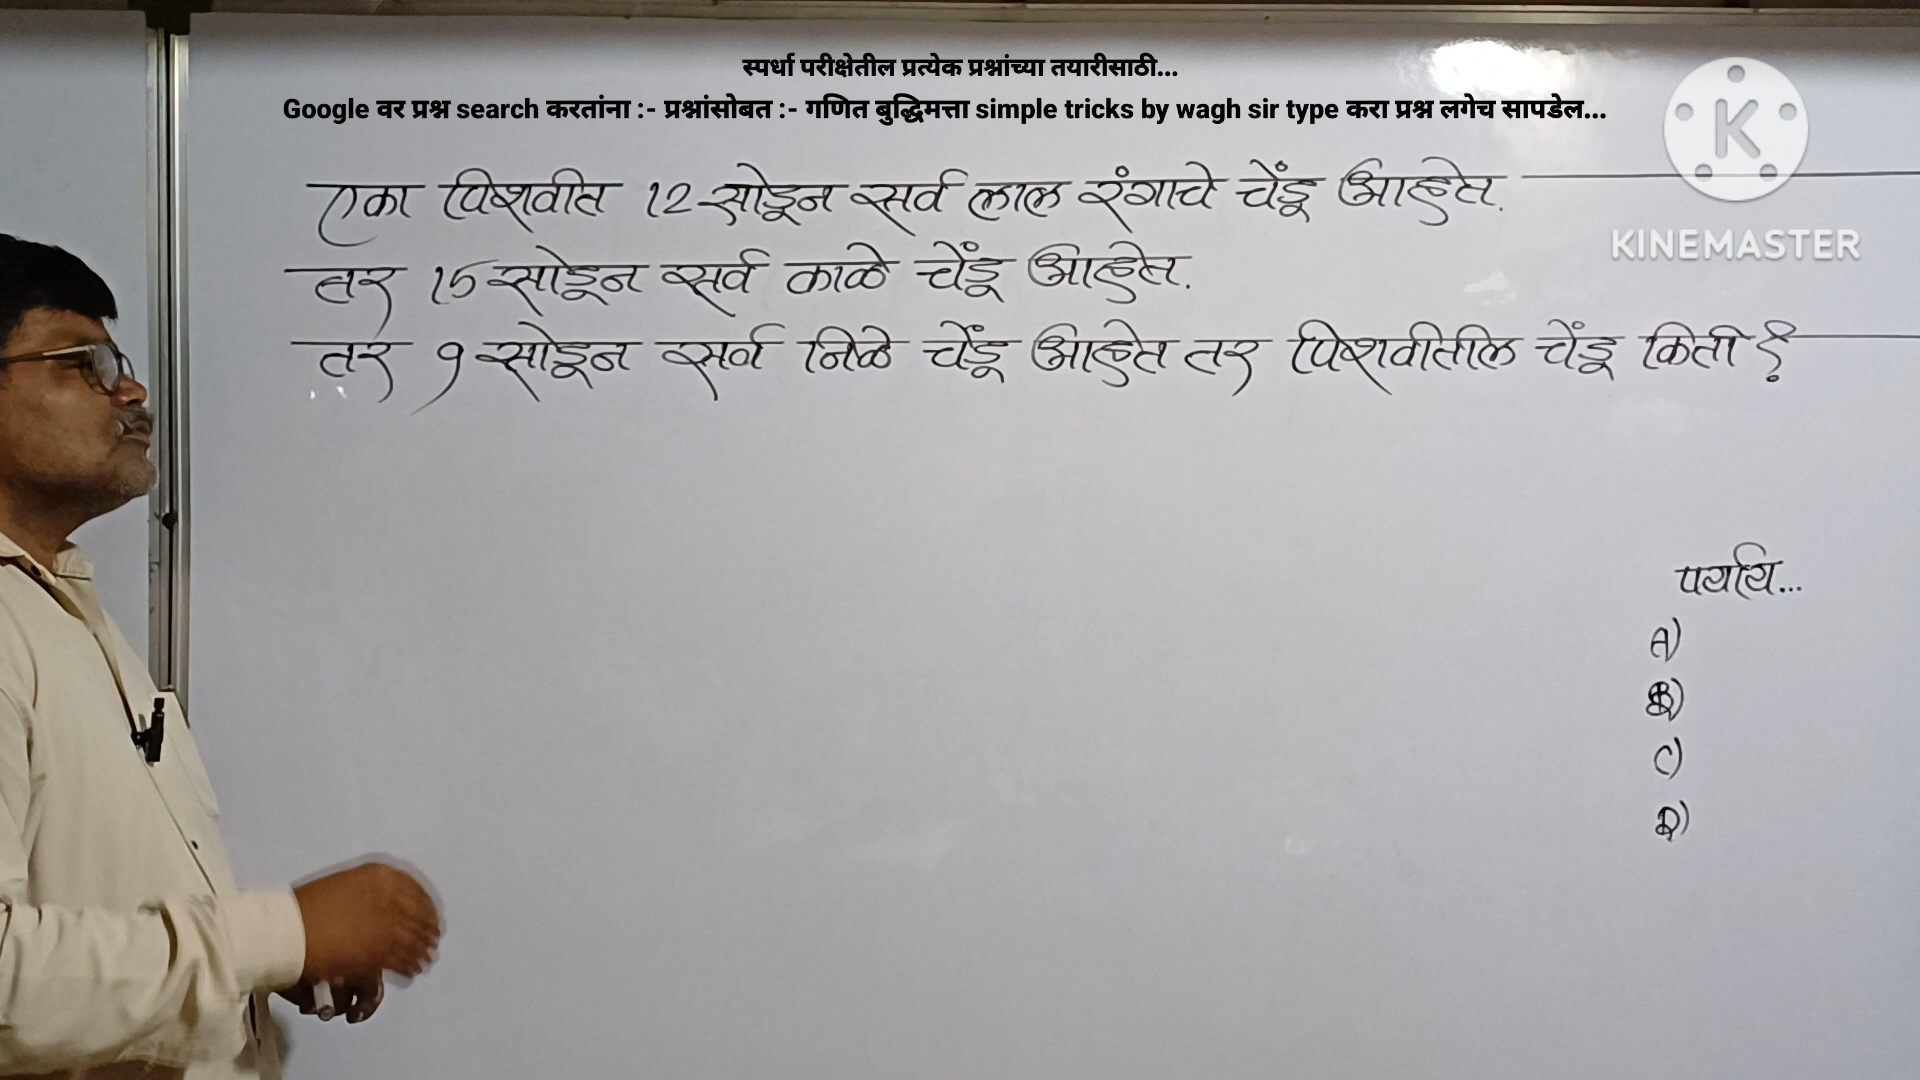 स्पर्धा परीक्षेतील प्रत्येक प्रश्नांच्या तयारीसाठी...
Google वर प्रश्न search करतांना :- प्रश्नांसोबत :- गणित बुद्धिमत्ता simple tricks by wagh sir type करा प्रश्न लगेच सापडेल...
KINEMASTER
एका पिशवीत 12 सोडून सर्व लाल रंगाचे चेंडू आहेत.
तर 15 सोडून सर्व काळे चेंडू आहेत.
तर 9 सोडून सर्व निळे चेंडू आहेत तर पिशवीतील चेंडू किती ?
पर्याय...
A)
B)
C)
D)